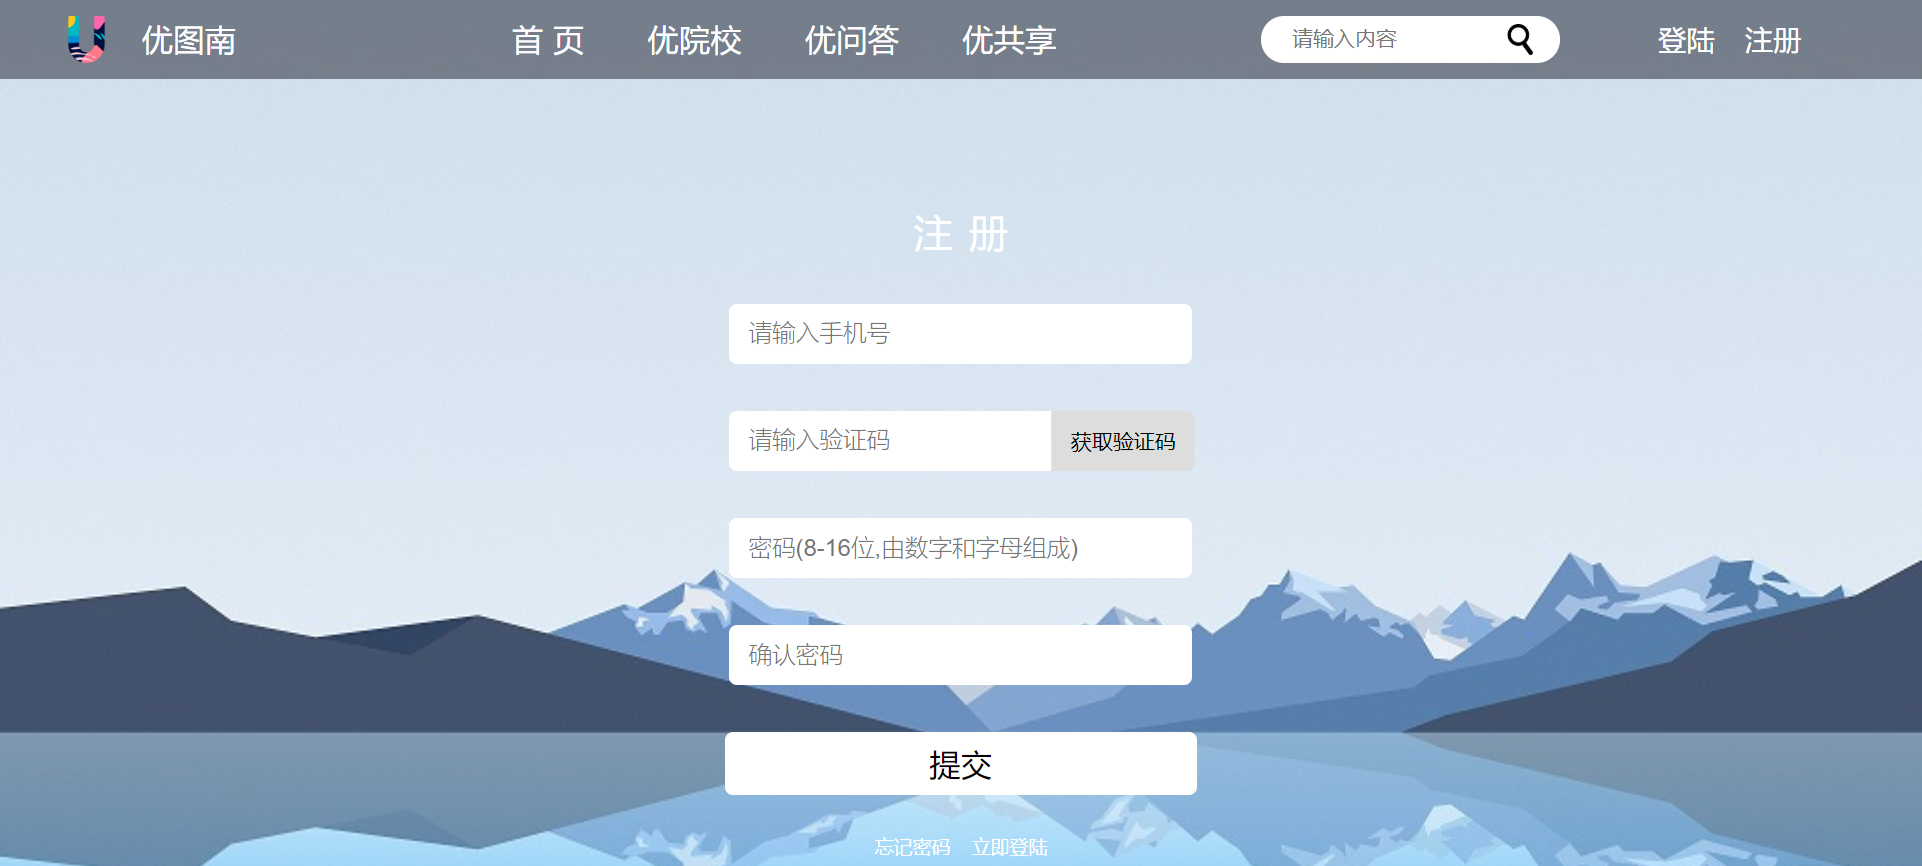 优图南 首 页 优院校 优问答 优共享 请输入内容 登陆 注册
注 册
请输入手机号
请输入验证码 获取验证码
密码(8-16位,由数字和字母组成)
确认密码
提交
忘记密码 立即登陆